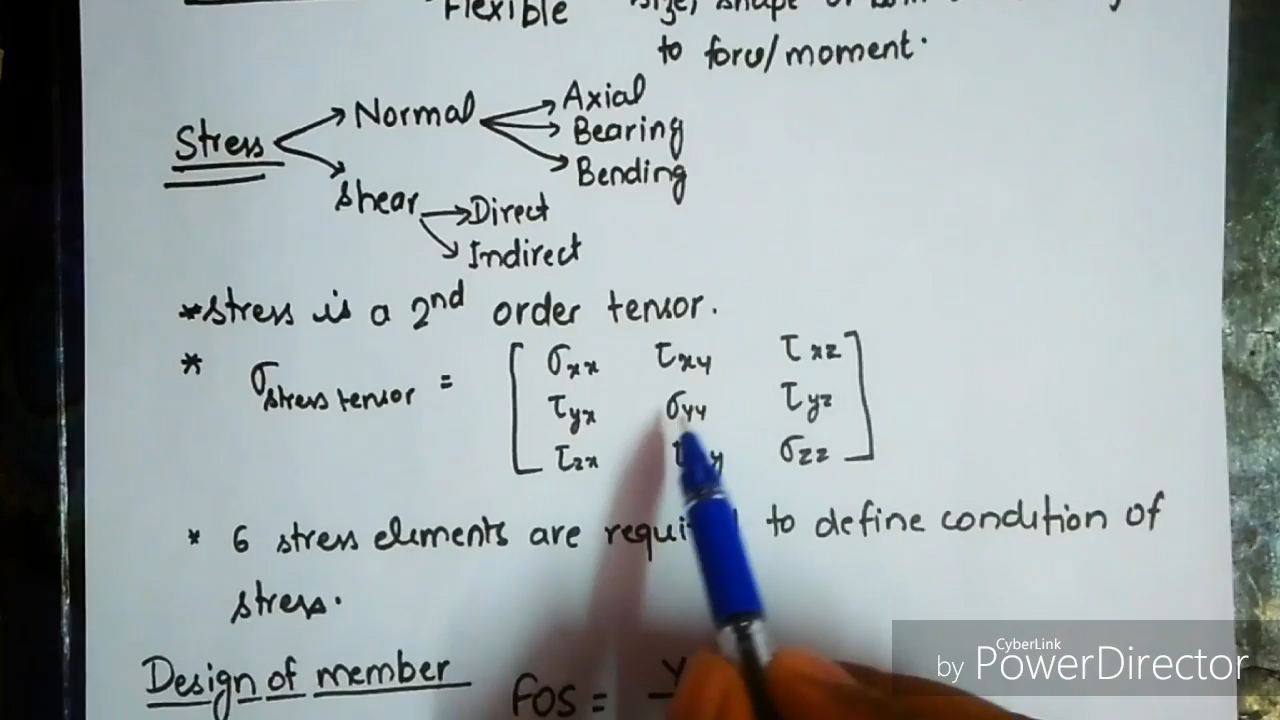 Flexible
to force/moment.
Stress
Normal
Axial
Bearing
Bending
Shear
Direct
Indirect
*stress is a 2nd order tensor.
* σstress tensor = [ σxx τxy τxz
τyx σyy τyz
τzx σzz ]
* 6 stress elements are to define condition of
stress.
Design of member FOS =
CyberLink
by PowerDirector